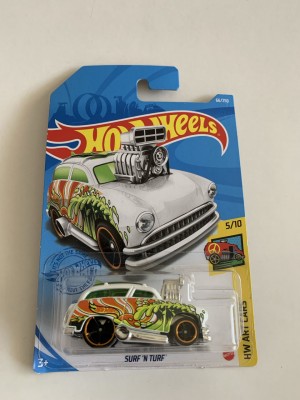 HOT WHEELS
5/10
HW ART CARS
SURF 'N TURF
3+